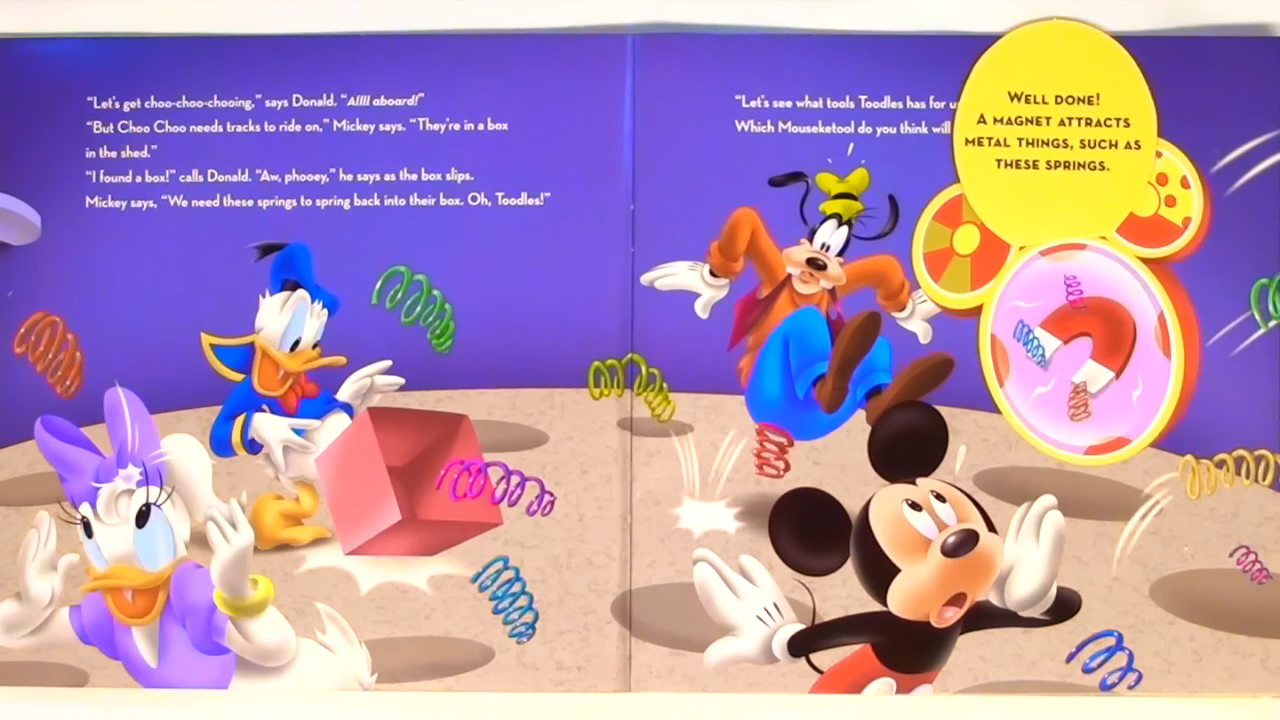 “Let’s get choo-choo-chooing,” says Donald. “Allll aboard!”
“But Choo Choo needs tracks to ride on,” Mickey says. “They’re in a box
in the shed.”
“I found a box!” calls Donald. “Aw, phooey,” he says as the box slips.
Mickey says, “We need these springs to spring back into their box. Oh, Toodles!”
“Let’s see what tools Toodles has for
Which Mouseketool do you think will
WELL DONE!
A MAGNET ATTRACTS
METAL THINGS, SUCH AS
THESE SPRINGS.